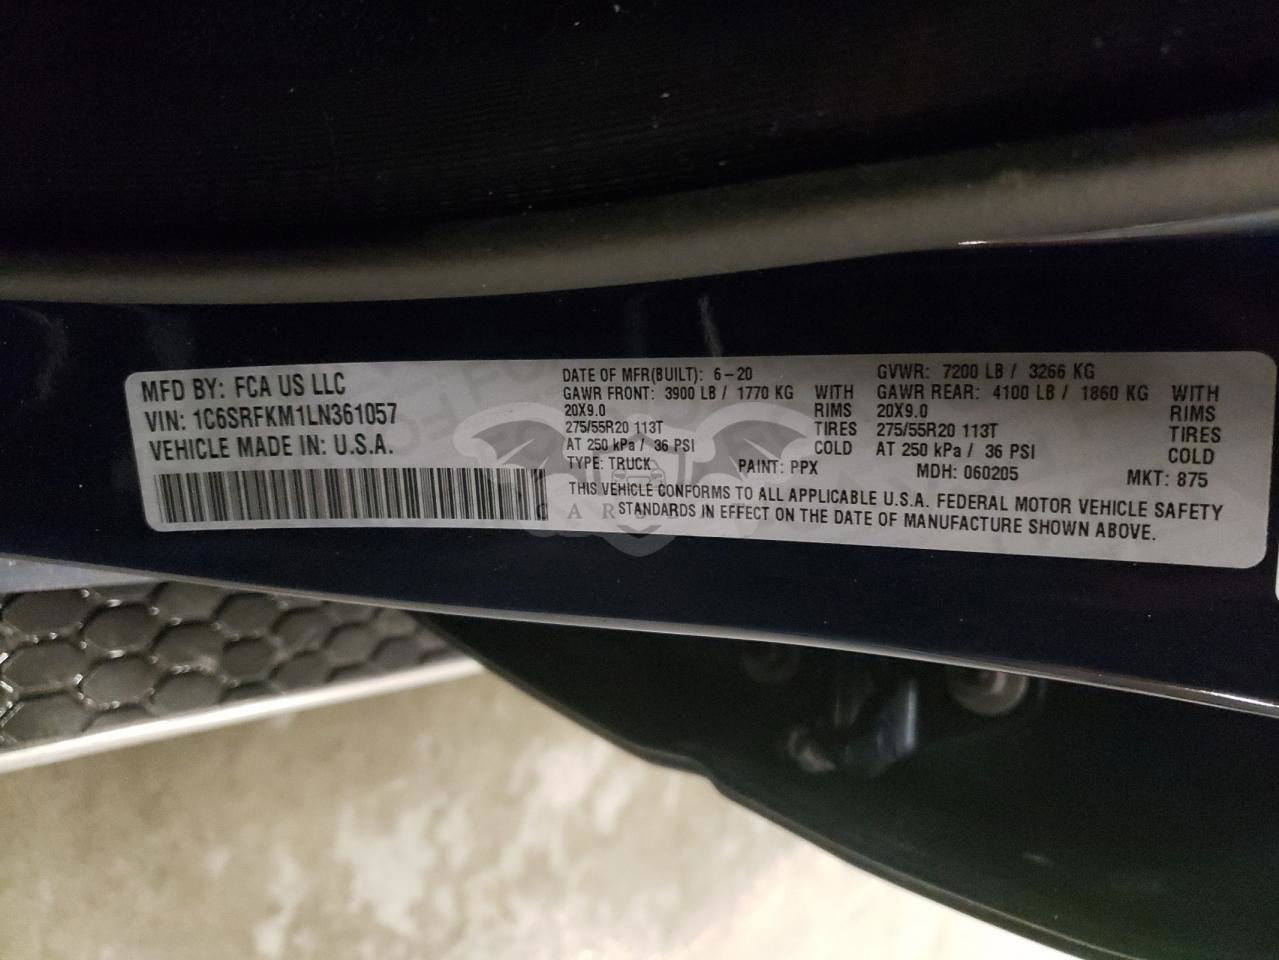 MFD BY: FCA US LLC
VIN: 1C6SRFKM1LN361057
VEHICLE MADE IN: U.S.A.
DATE OF MFR(BUILT): 6-20
GAWR FRONT: 3900 LB / 1770 KG WITH
20X9.0 RIMS
275/55R20 113T TIRES
AT 250 kPa / 36 PSI COLD
GVWR: 7200 LB / 3266 KG
GAWR REAR: 4100 LB / 1860 KG WITH
20X9.0 RIMS
275/55R20 113T TIRES
AT 250 kPa / 36 PSI COLD
TYPE: TRUCK PAINT: PPX MDH: 060205 MKT: 875
THIS VEHICLE CONFORMS TO ALL APPLICABLE U.S.A. FEDERAL MOTOR VEHICLE SAFETY
STANDARDS IN EFFECT ON THE DATE OF MANUFACTURE SHOWN ABOVE.